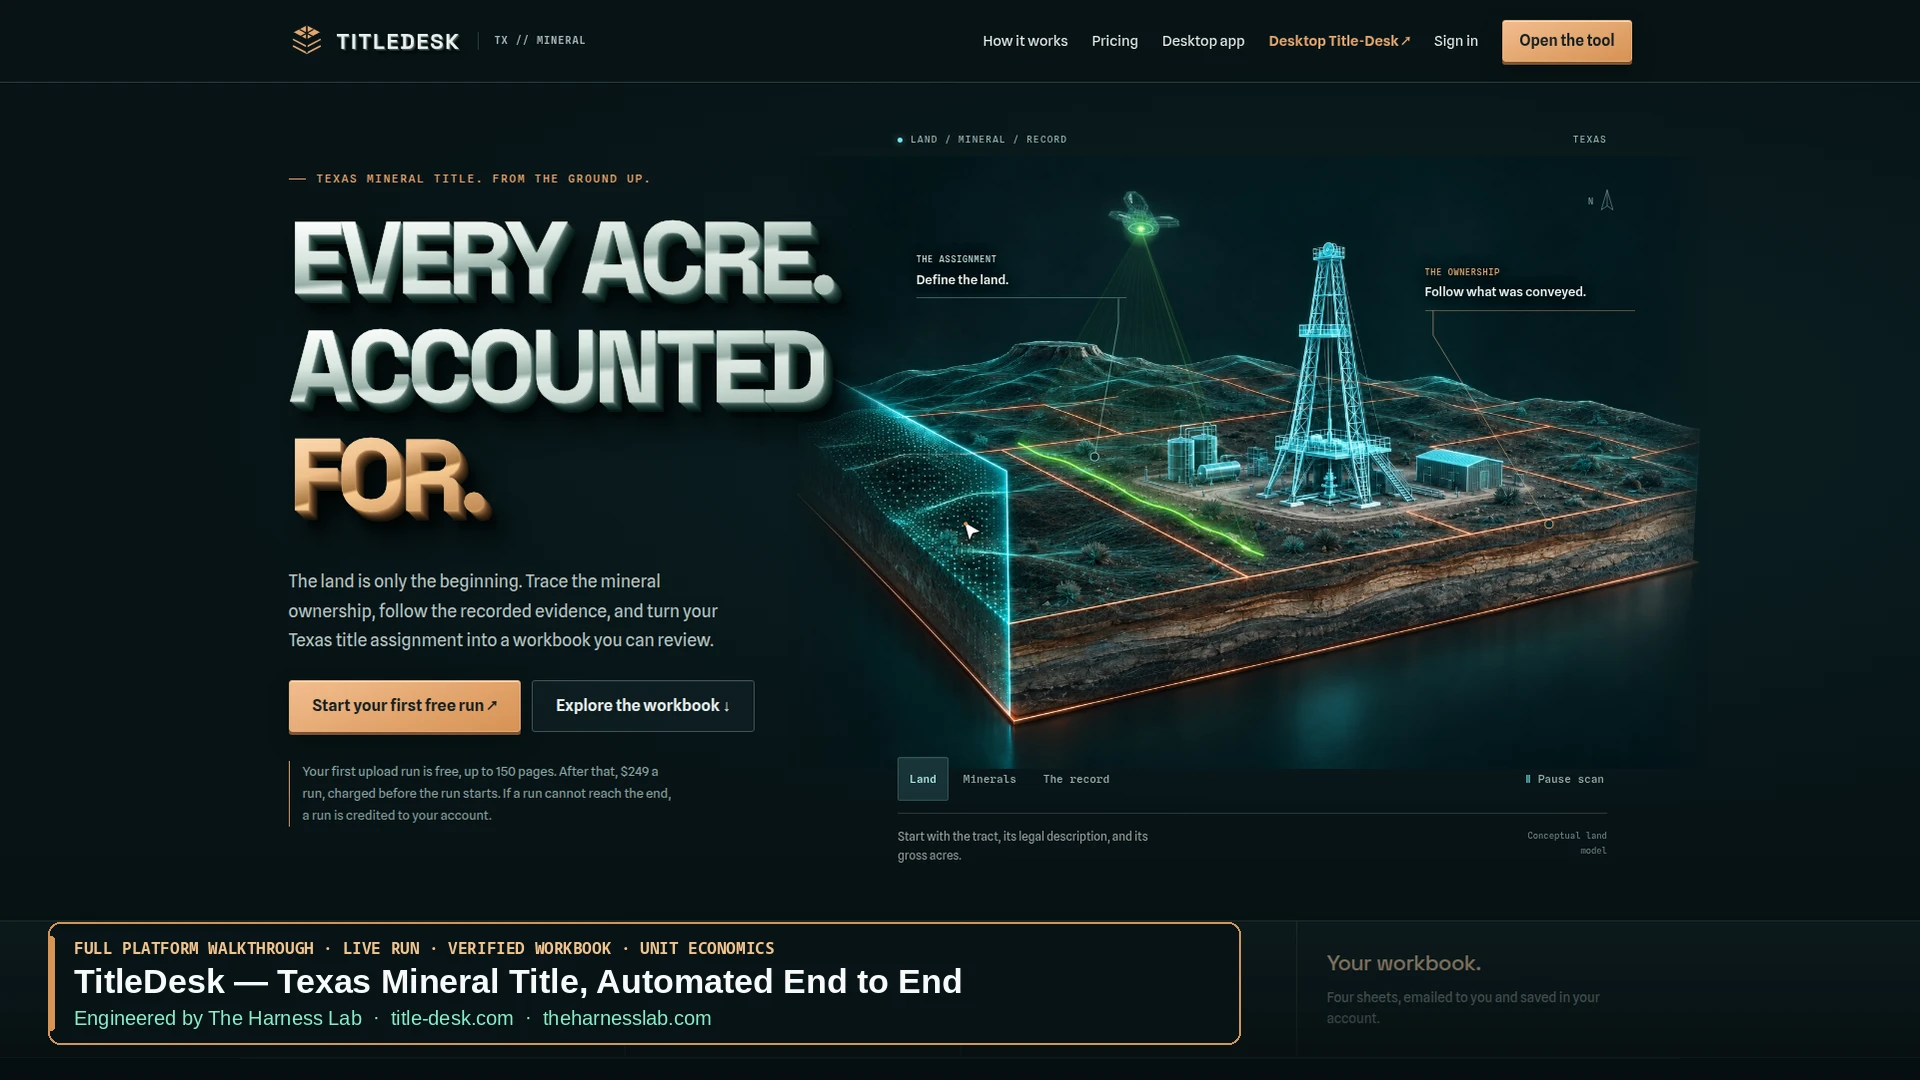 TITLEDESK
TX // MINERAL
How it works
Pricing
Desktop app
Desktop Title-Desk↗
Sign in
Open the tool
LAND / MINERAL / RECORD
TEXAS
TEXAS MINERAL TITLE. FROM THE GROUND UP.
EVERY ACRE.
ACCOUNTED
FOR.
N
THE ASSIGNMENT
Define the land.
THE OWNERSHIP
Follow what was conveyed.
The land is only the beginning. Trace the mineral
ownership, follow the recorded evidence, and turn your
Texas title assignment into a workbook you can review.
Start your first free run↗
Explore the workbook ↓
Your first upload run is free, up to 150 pages. After that, $249 a
run, charged before the run starts. If a run cannot reach the end,
a run is credited to your account.
Land
Minerals
The record
Pause scan
Start with the tract, its legal description, and its
gross acres.
Conceptual land
model
FULL PLATFORM WALKTHROUGH · LIVE RUN · VERIFIED WORKBOOK · UNIT ECONOMICS
TitleDesk — Texas Mineral Title, Automated End to End
Engineered by The Harness Lab · title-desk.com · theharnesslab.com
Your workbook.
Four sheets, emailed to you and saved in your
account.